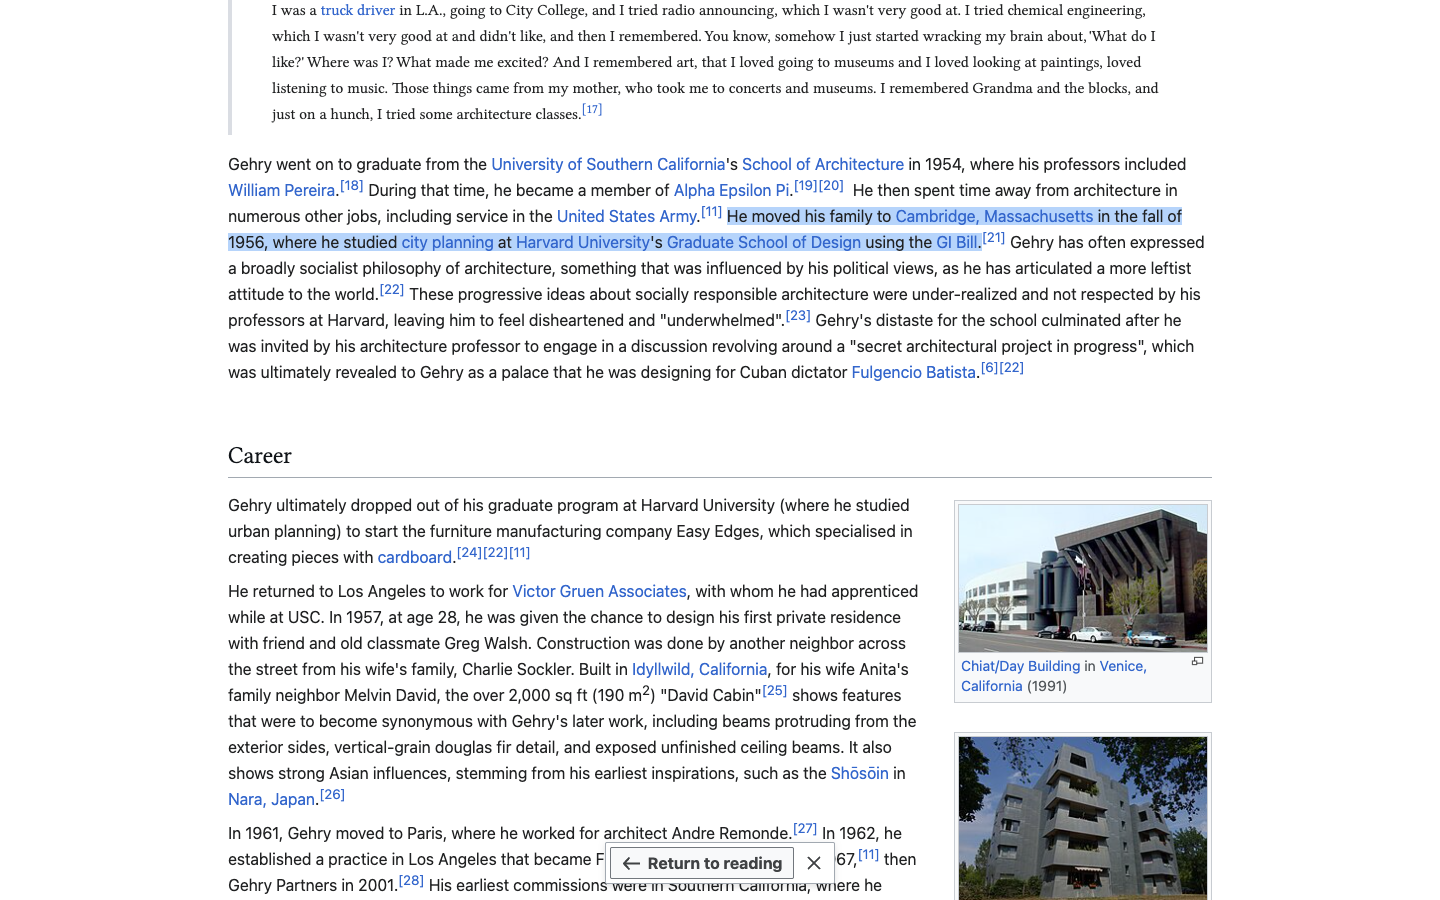 I was a truck driver in L.A., going to City College, and I tried radio announcing, which I wasn't very good at. I tried chemical engineering,
which I wasn't very good at and didn't like, and then I remembered. You know, somehow I just started wracking my brain about, 'What do I
like?' Where was I? What made me excited? And I remembered art, that I loved going to museums and I loved looking at paintings, loved
listening to music. Those things came from my mother, who took me to concerts and museums. I remembered Grandma and the blocks, and
just on a hunch, I tried some architecture classes.[17]
Gehry went on to graduate from the University of Southern California's School of Architecture in 1954, where his professors included
William Pereira.[18] During that time, he became a member of Alpha Epsilon Pi.[19][20] He then spent time away from architecture in
numerous other jobs, including service in the United States Army.[11] He moved his family to Cambridge, Massachusetts in the fall of
1956, where he studied city planning at Harvard University's Graduate School of Design using the GI Bill.[21] Gehry has often expressed
a broadly socialist philosophy of architecture, something that was influenced by his political views, as he has articulated a more leftist
attitude to the world.[22] These progressive ideas about socially responsible architecture were under-realized and not respected by his
professors at Harvard, leaving him to feel disheartened and "underwhelmed".[23] Gehry's distaste for the school culminated after he
was invited by his architecture professor to engage in a discussion revolving around a "secret architectural project in progress", which
was ultimately revealed to Gehry as a palace that he was designing for Cuban dictator Fulgencio Batista.[6][22]
Career
Gehry ultimately dropped out of his graduate program at Harvard University (where he studied
urban planning) to start the furniture manufacturing company Easy Edges, which specialised in
creating pieces with cardboard.[24][22][11]
He returned to Los Angeles to work for Victor Gruen Associates, with whom he had apprenticed
while at USC. In 1957, at age 28, he was given the chance to design his first private residence
with friend and old classmate Greg Walsh. Construction was done by another neighbor across
the street from his wife's family, Charlie Sockler. Built in Idyllwild, California, for his wife Anita's
family neighbor Melvin David, the over 2,000 sq ft (190 m2) "David Cabin"[25] shows features
that were to become synonymous with Gehry's later work, including beams protruding from the
exterior sides, vertical-grain douglas fir detail, and exposed unfinished ceiling beams. It also
shows strong Asian influences, stemming from his earliest inspirations, such as the Shōsōin in
Nara, Japan.[26]
In 1961, Gehry moved to Paris, where he worked for architect Andre Remonde.[27] In 1962, he
established a practice in Los Angeles that became F 67,[11] then
Gehry Partners in 2001.[28] His earliest commissions were in Southern California, where he
Chiat/Day Building in Venice,
California (1991)
← Return to reading